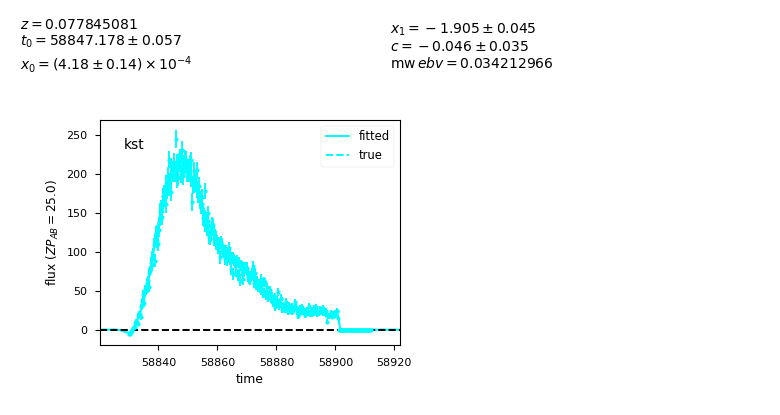 z = 0.077845081
t₀ = 58847.178 ± 0.057
x₀ = (4.18 ± 0.14) × 10⁻⁴
x₁ = −1.905 ± 0.045
c = −0.046 ± 0.035
mw ebv = 0.034212966
kst
fitted
true
250
200
150
100
50
0
flux (ZP_AB = 25.0)
58840 58860 58880 58900 58920
time